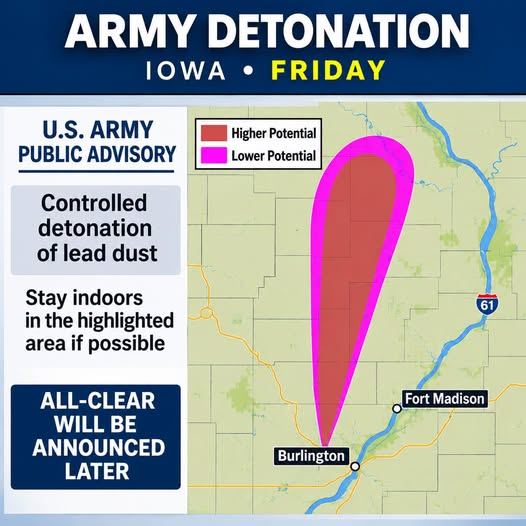 ARMY DETONATION
IOWA • FRIDAY
U.S. ARMY
PUBLIC ADVISORY
Controlled
detonation
of lead dust
Stay indoors
in the highlighted
area if possible
ALL-CLEAR
WILL BE
ANNOUNCED
LATER
Higher Potential
Lower Potential
61
Fort Madison
Burlington